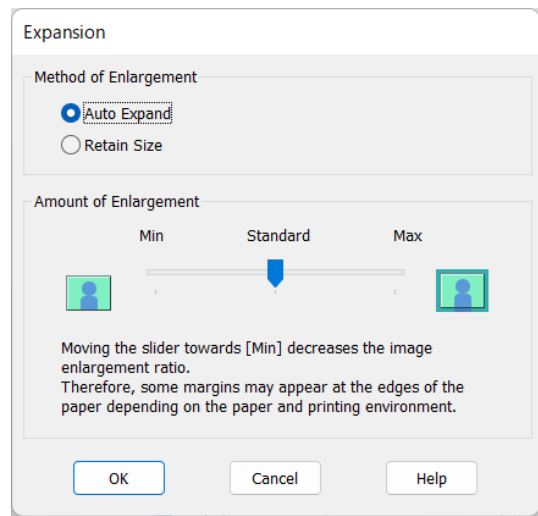 Expansion
Method of Enlargement
Auto Expand
Retain Size
Amount of Enlargement
Min Standard Max
Moving the slider towards [Min] decreases the image
enlargement ratio.
Therefore, some margins may appear at the edges of the
paper depending on the paper and printing environment.
OK Cancel Help